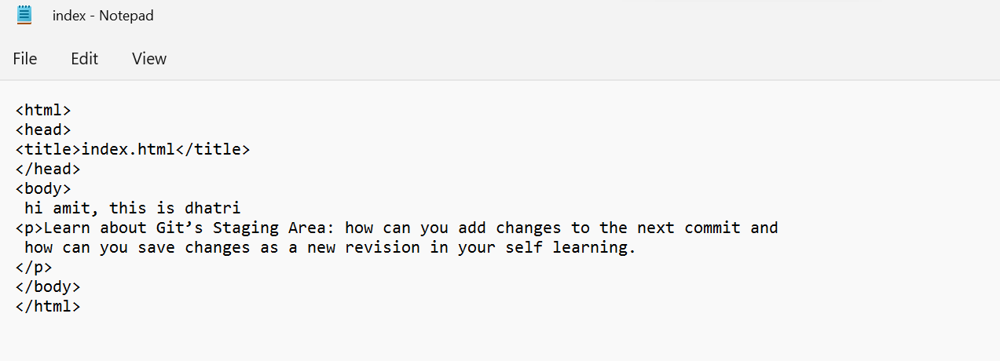 index - Notepad
File Edit View
<html>
<head>
<title>index.html</title>
</head>
<body>
 hi amit, this is dhatri
<p>Learn about Git’s Staging Area: how can you add changes to the next commit and
 how can you save changes as a new revision in your self learning.
</p>
</body>
</html>